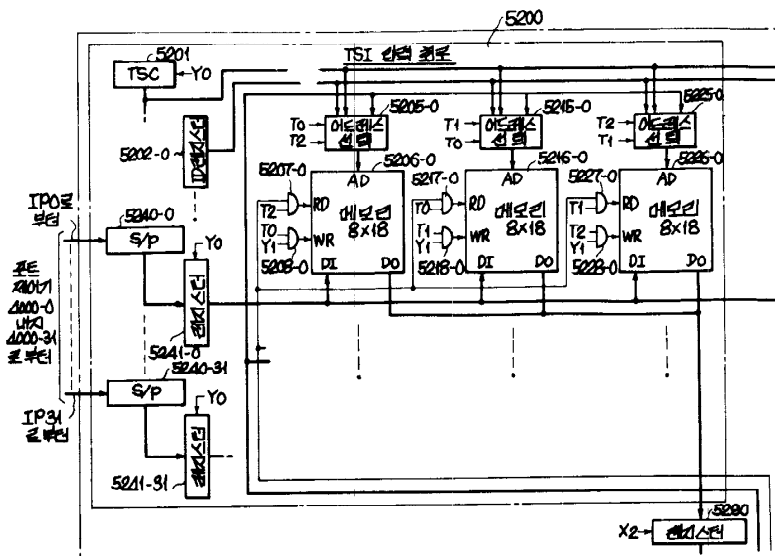 5200
5201
TSC
Y0
TSI 입력 회로
5205-0
5215-0
5225-0
T0
T2
어드레스
선택
T1
T0
어드레스
선택
T2
T1
어드레스
선택
5202-0
ID레지스터
5207-0
5206-0
5217-0
5216-0
5227-0
5226-0
AD
AD
AD
T2
RD
메모리
8×18
T0
RD
메모리
8×18
T1
RD
메모리
8×18
T0
Y1
WR
T1
Y1
WR
T2
Y1
WR
5208-0
DI
DO
5218-0
DI
DO
5228-0
DI
DO
IP0로
부터
5240-0
S/P
Y0
레지스터
5241-0
포트
제어기
4000-0
내지
4000-31
로부터
5240-31
S/P
IP31
로부터
Y0
레지스터
5241-31
5290
X2
레지스터